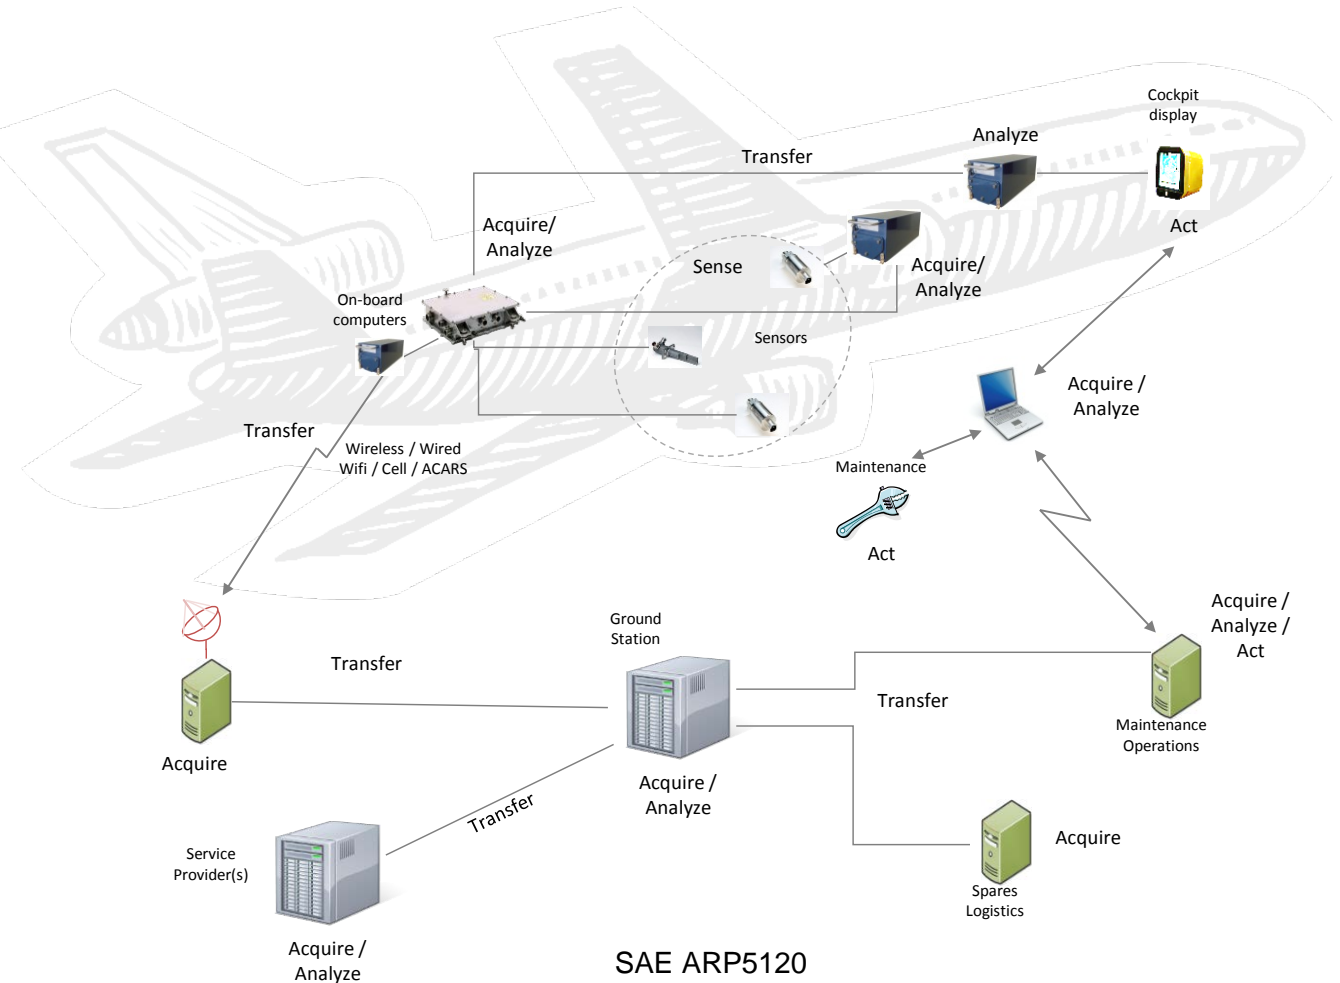 Cockpit
display
Analyze
Transfer
Act
Acquire/
Analyze
Sense
Acquire/
Analyze
On-board
computers
Sensors
Acquire /
Analyze
Transfer
Wireless / Wired
Wifi / Cell / ACARS
Maintenance
Act
Acquire /
Analyze /
Act
Ground
Station
Transfer
Transfer
Maintenance
Operations
Acquire
Acquire /
Analyze
Transfer
Acquire
Service
Provider(s)
Spares
Logistics
Acquire /
Analyze
SAE ARP5120